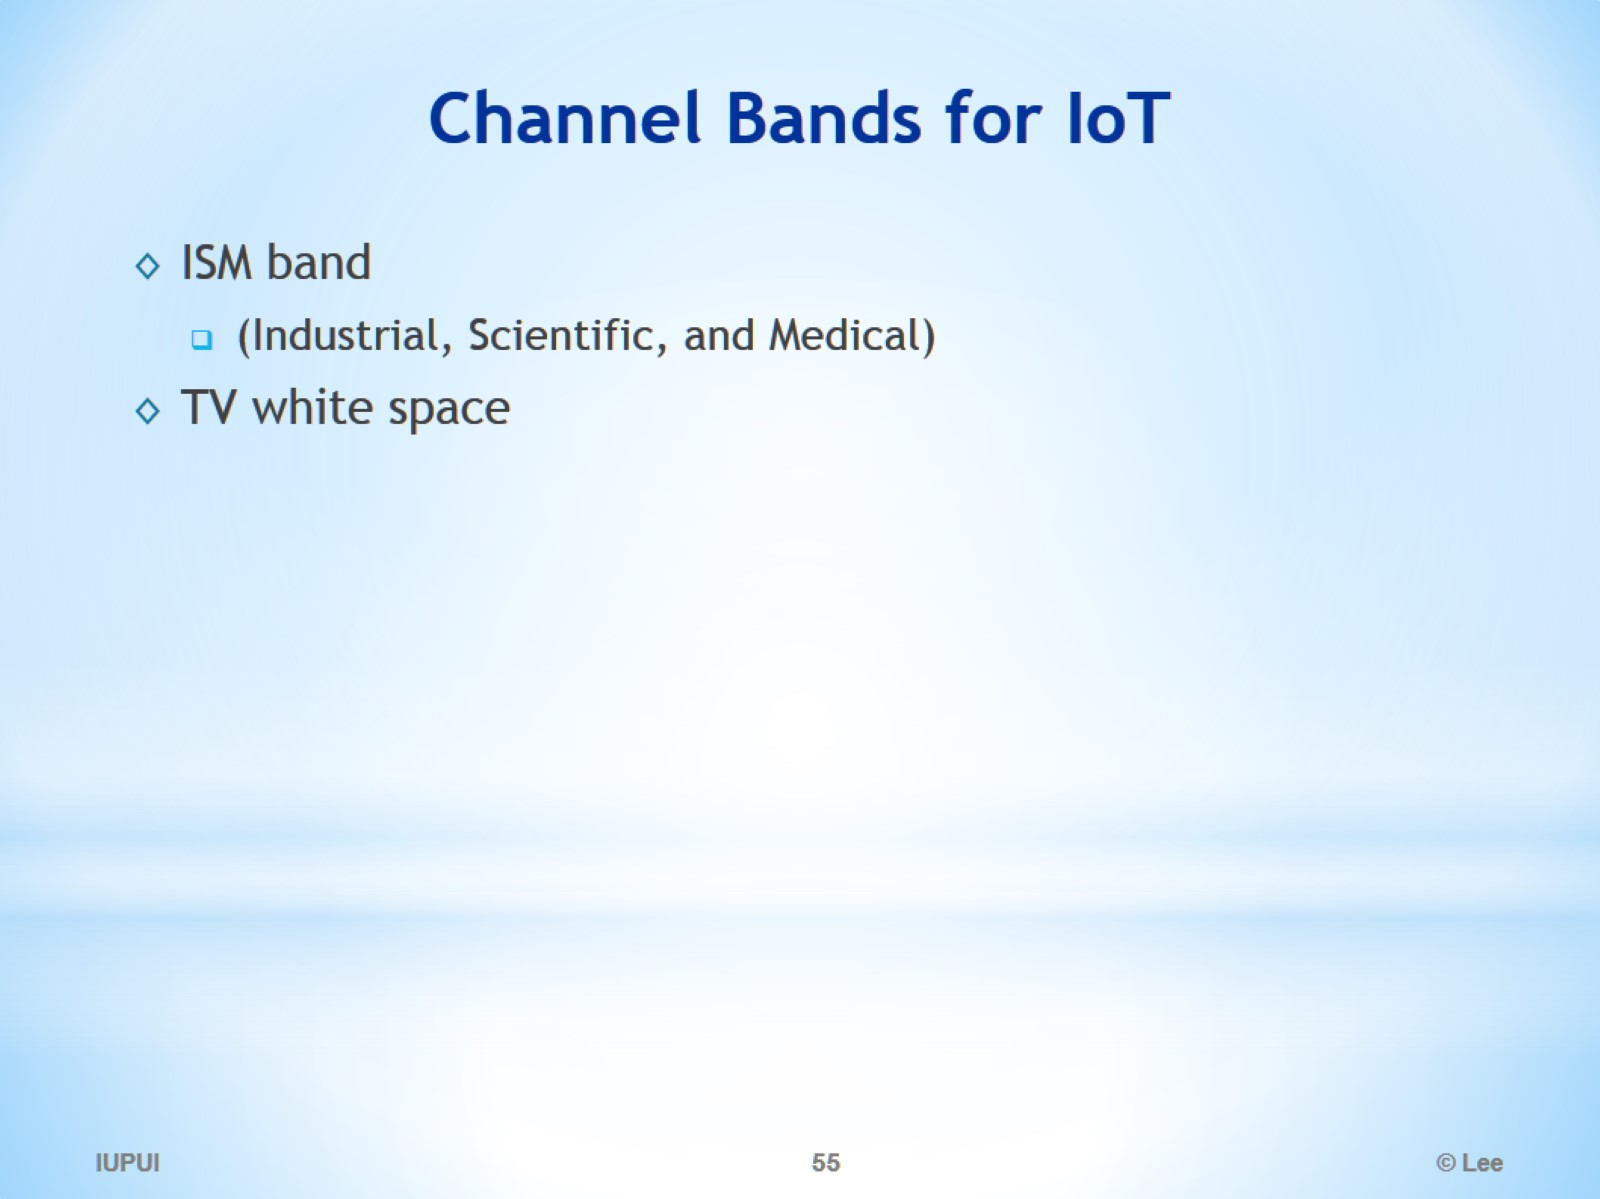 Channel Bands for IoT
ISM band
(Industrial, Scientific, and Medical)
TV white space
IUPUI 55 © Lee